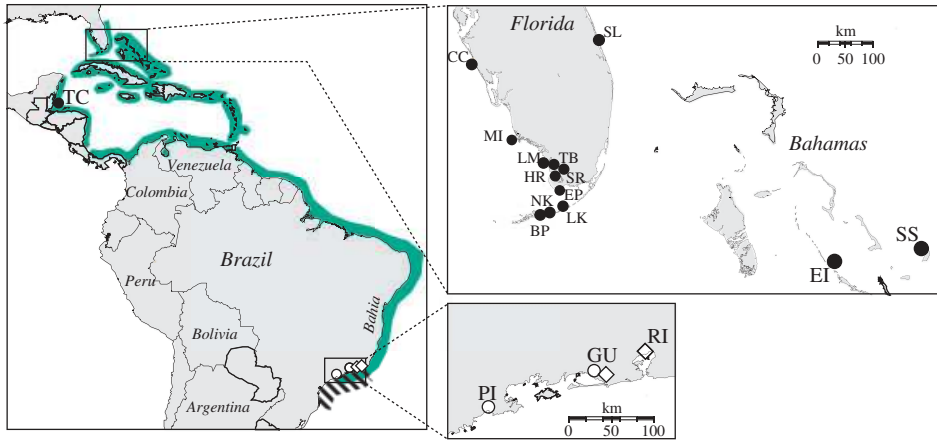 TC
Venezuela
Colombia
Brazil
Peru
Bahia
Bolivia
Argentina
Florida
SL
km
0 50 100
CC
MI
Bahamas
LM
TB
HR
SR
EP
NK
LK
BP
SS
EI
RI
GU
PI
km
0 50 100